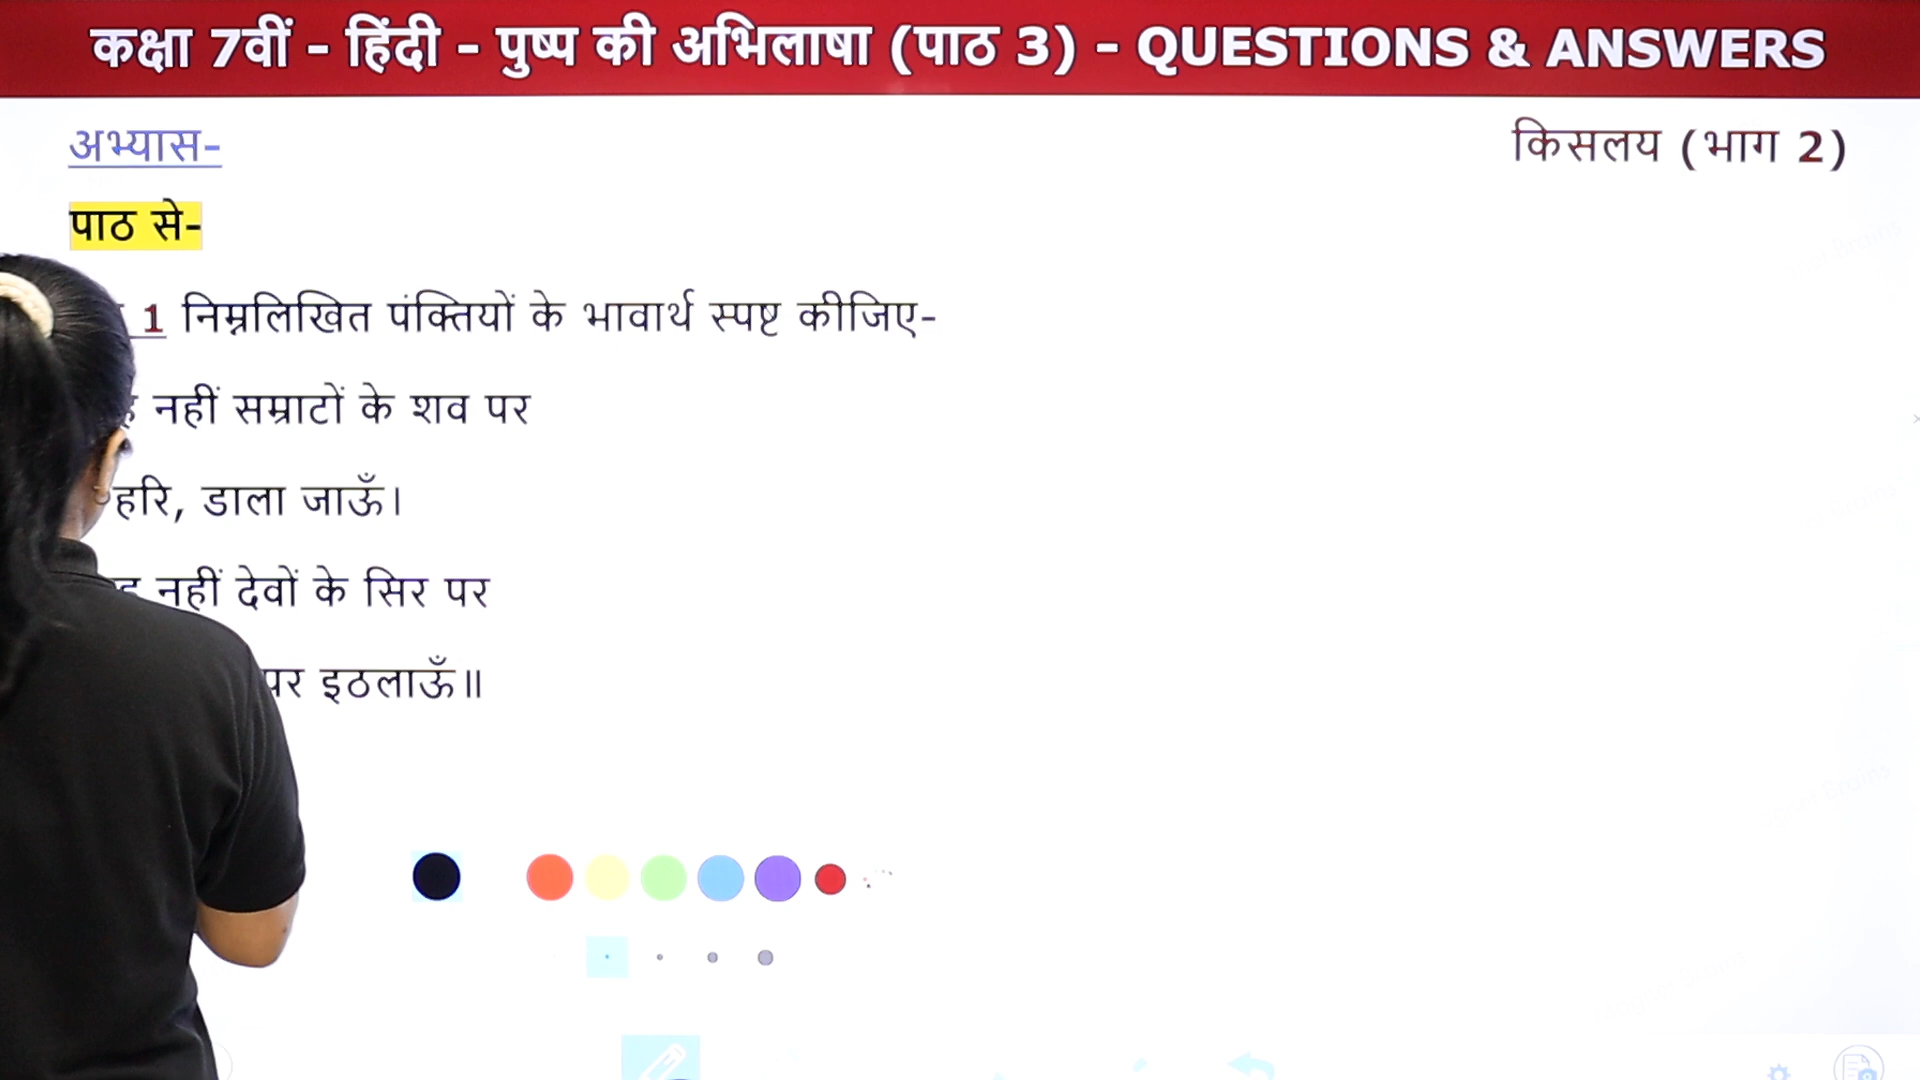 कक्षा 7वीं - हिंदी - पुष्प की अभिलाषा (पाठ 3) - QUESTIONS & ANSWERS
अभ्यास-
किसलय (भाग 2)
पाठ से-
1 निम्नलिखित पंक्तियों के भावार्थ स्पष्ट कीजिए-
नहीं सम्राटों के शव पर
हरि, डाला जाऊँ।
नहीं देवों के सिर पर
पर इठलाऊँ॥